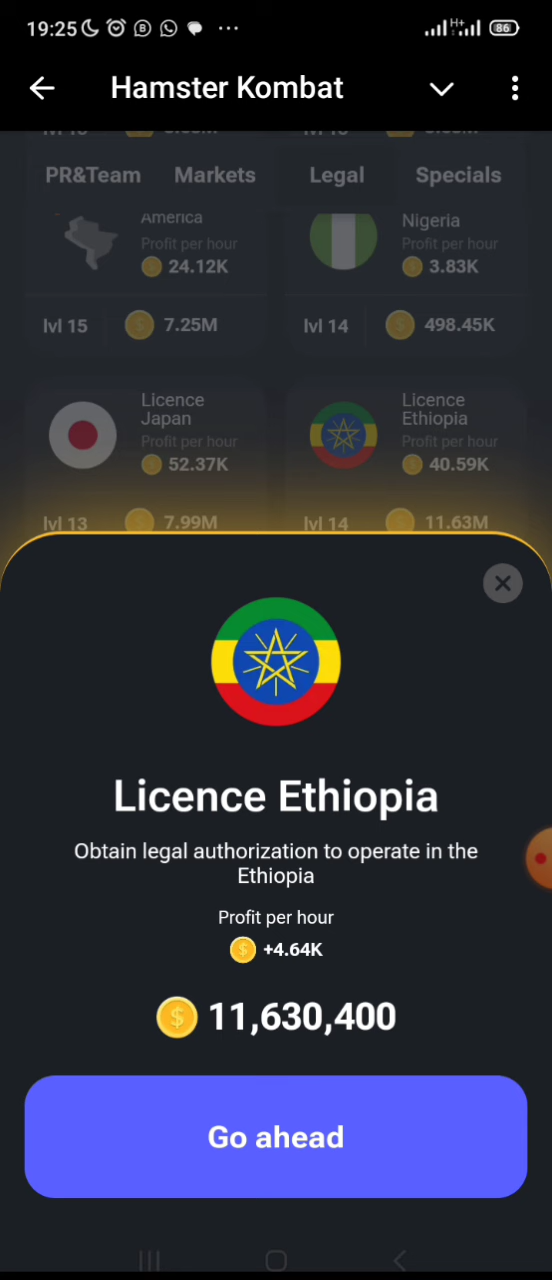 19:25
H+
86
Hamster Kombat
PR&Team Markets Legal Specials
America
Profit per hour
24.12K
lvl 15
7.25M
Nigeria
Profit per hour
3.83K
lvl 14
498.45K
Licence
Japan
Profit per hour
52.37K
lvl 13
7.99M
Licence
Ethiopia
Profit per hour
40.59K
lvl 14
11.63M
Licence Ethiopia
Obtain legal authorization to operate in the
Ethiopia
Profit per hour
+4.64K
11,630,400
Go ahead